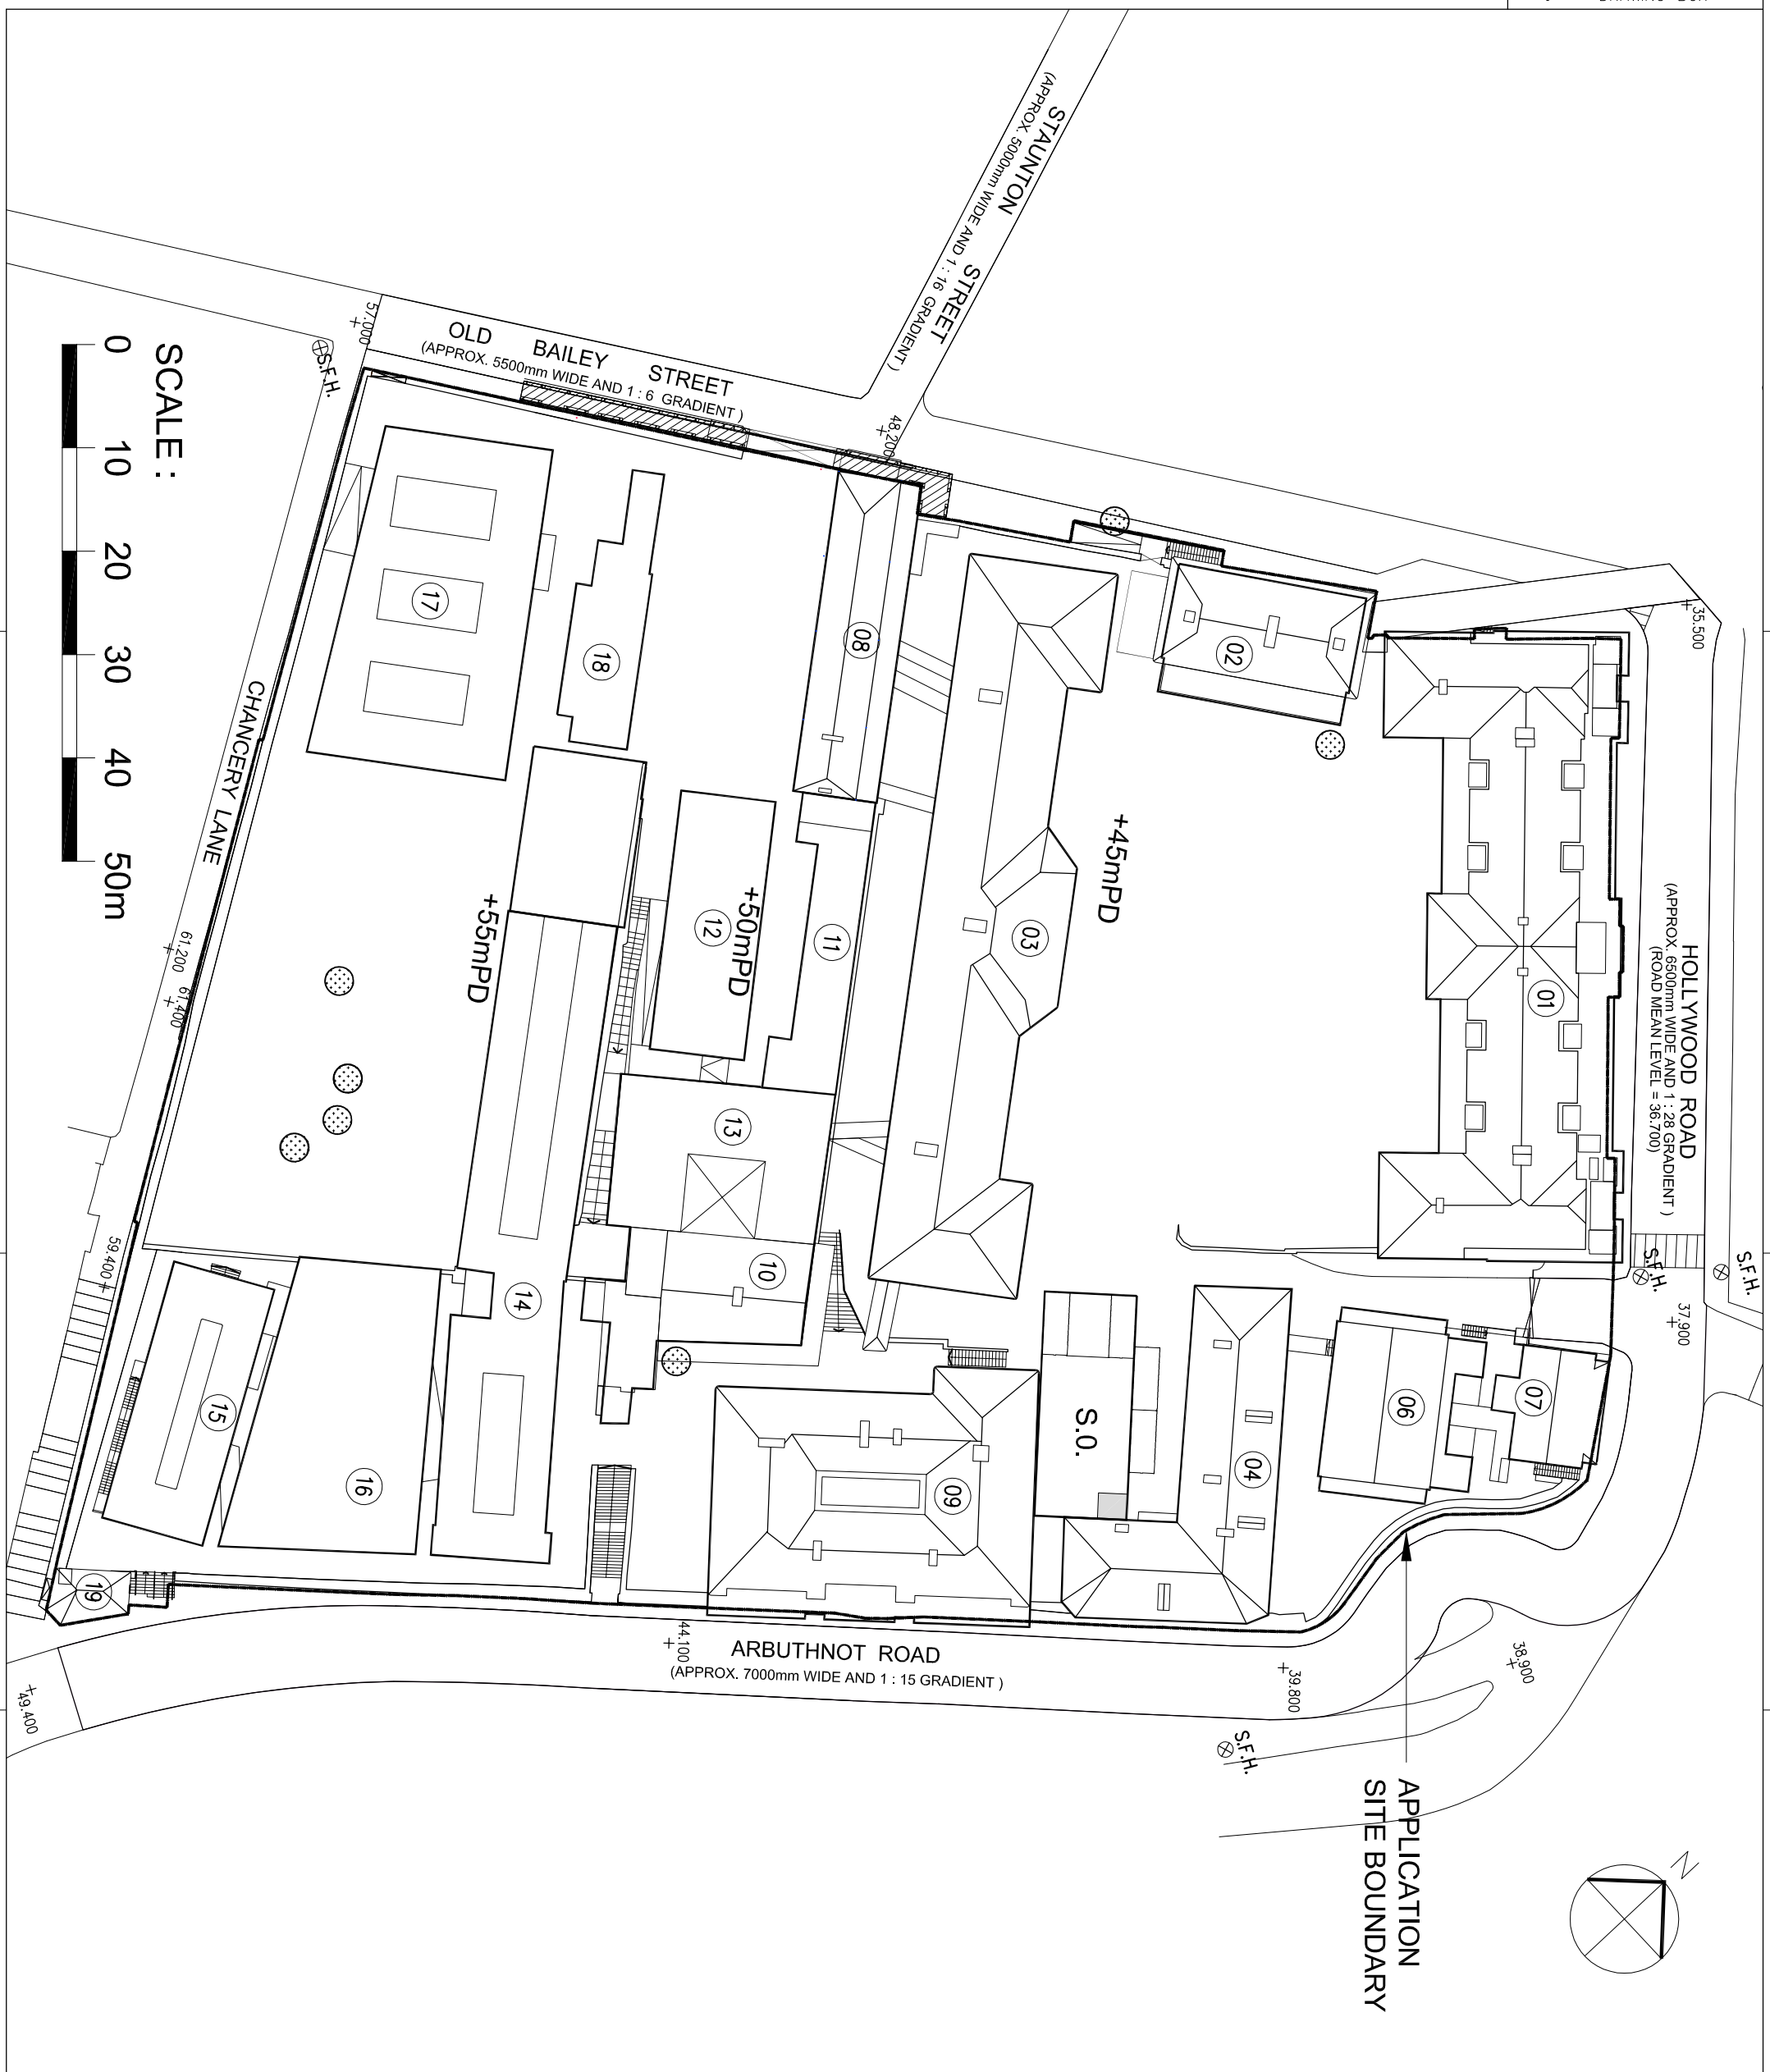 STAUNTON STREET
(APPROX. 5000mm WIDE AND 1 : 16 GRADIENT )
OLD BAILEY STREET
(APPROX. 5500mm WIDE AND 1 : 6 GRADIENT )
57.000
S.F.H.
48.200
SCALE :
0 10 20 30 40 50m
CHANCERY LANE
61.200
61.400
59.400
HOLLYWOOD ROAD
(APPROX. 6500mm WIDE AND 1 : 28 GRADIENT )
(ROAD MEAN LEVEL = 36.700)
35.500
S.F.H.
S.F.H.
37.900
38.900
39.800
S.F.H.
ARBUTHNOT ROAD
(APPROX. 7000mm WIDE AND 1 : 15 GRADIENT )
44.100
49.400
+45mPD
+50mPD
+55mPD
01
02
03
04
S.O.
06
07
08
09
10
11
12
13
14
15
16
17
18
19
APPLICATION
SITE BOUNDARY
N